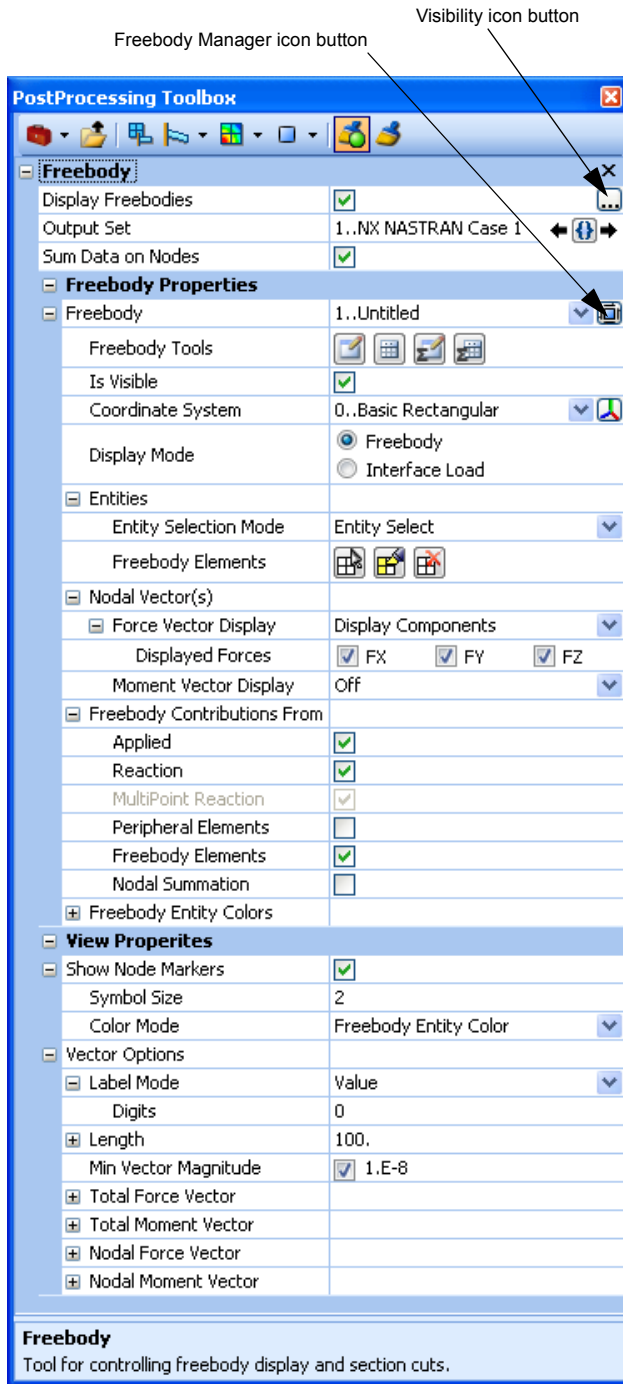 Visibility icon button
Freebody Manager icon button
PostProcessing Toolbox
Freebody
Display Freebodies
Output Set 1..NX NASTRAN Case 1
Sum Data on Nodes
Freebody Properties
Freebody 1..Untitled
Freebody Tools
Is Visible
Coordinate System 0..Basic Rectangular
Display Mode Freebody
Interface Load
Entities
Entity Selection Mode Entity Select
Freebody Elements
Nodal Vector(s)
Force Vector Display Display Components
Displayed Forces FX FY FZ
Moment Vector Display Off
Freebody Contributions From
Applied
Reaction
MultiPoint Reaction
Peripheral Elements
Freebody Elements
Nodal Summation
Freebody Entity Colors
View Properites
Show Node Markers
Symbol Size 2
Color Mode Freebody Entity Color
Vector Options
Label Mode Value
Digits 0
Length 100.
Min Vector Magnitude 1.E-8
Total Force Vector
Total Moment Vector
Nodal Force Vector
Nodal Moment Vector
Freebody
Tool for controlling freebody display and section cuts.